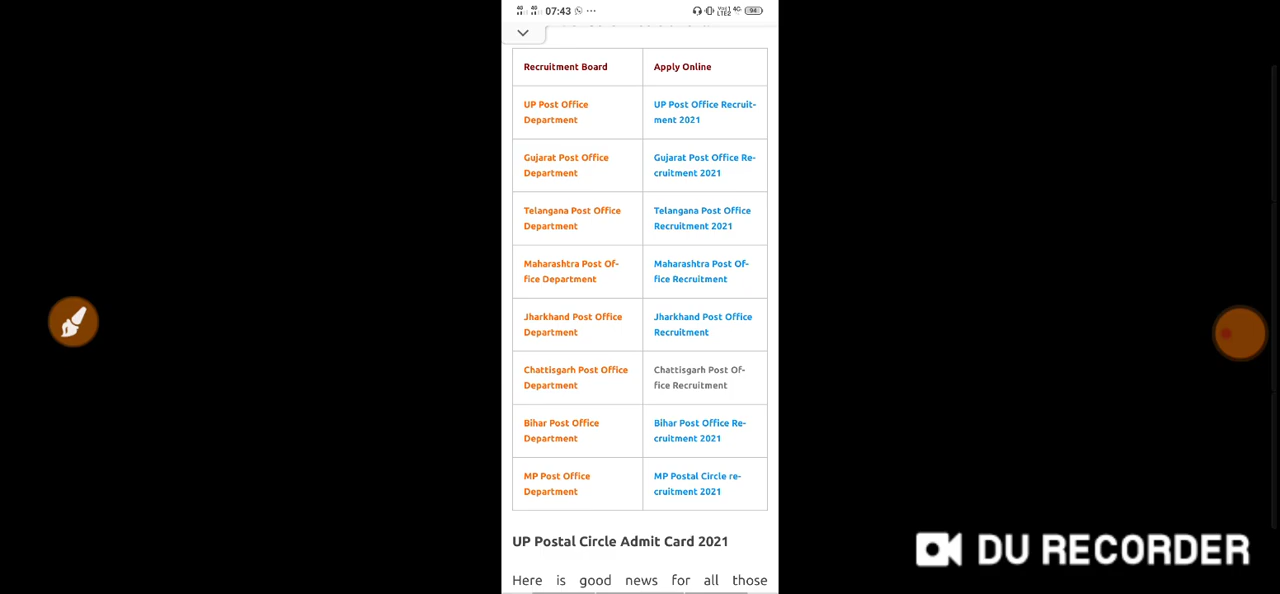 07:43
94
Recruitment Board
Apply Online
UP Post Office
Department
UP Post Office Recruit-
ment 2021
Gujarat Post Office
Department
Gujarat Post Office Re-
cruitment 2021
Telangana Post Office
Department
Telangana Post Office
Recruitment 2021
Maharashtra Post Of-
fice Department
Maharashtra Post Of-
fice Recruitment
Jharkhand Post Office
Department
Jharkhand Post Office
Recruitment
Chattisgarh Post Office
Department
Chattisgarh Post Of-
fice Recruitment
Bihar Post Office
Department
Bihar Post Office Re-
cruitment 2021
MP Post Office
Department
MP Postal Circle re-
cruitment 2021
UP Postal Circle Admit Card 2021
Here is good news for all those
DU RECORDER